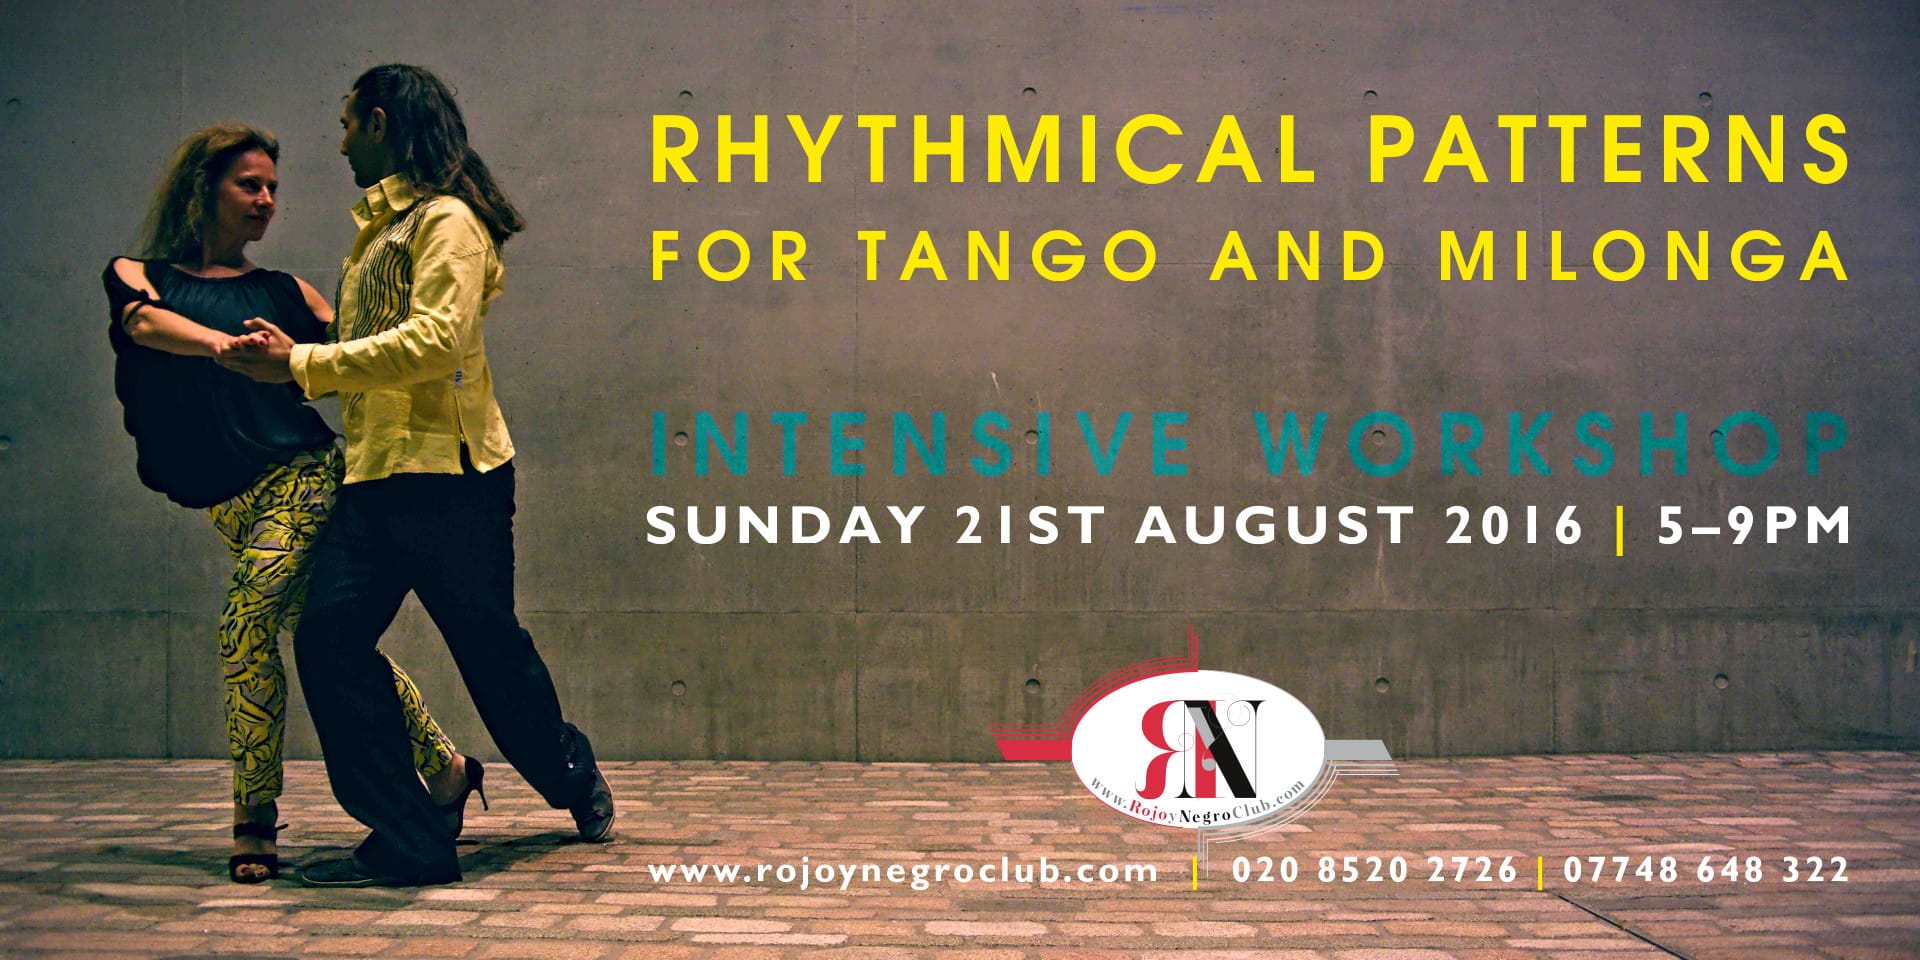 RHYTHMICAL PATTERNS
FOR TANGO AND MILONGA
INTENSIVE WORKSHOP
SUNDAY 21ST AUGUST 2016 | 5–9PM
RN
www.RojoyNegroClub.com
www.rojoynegroclub.com | 020 8520 2726 | 07748 648 322